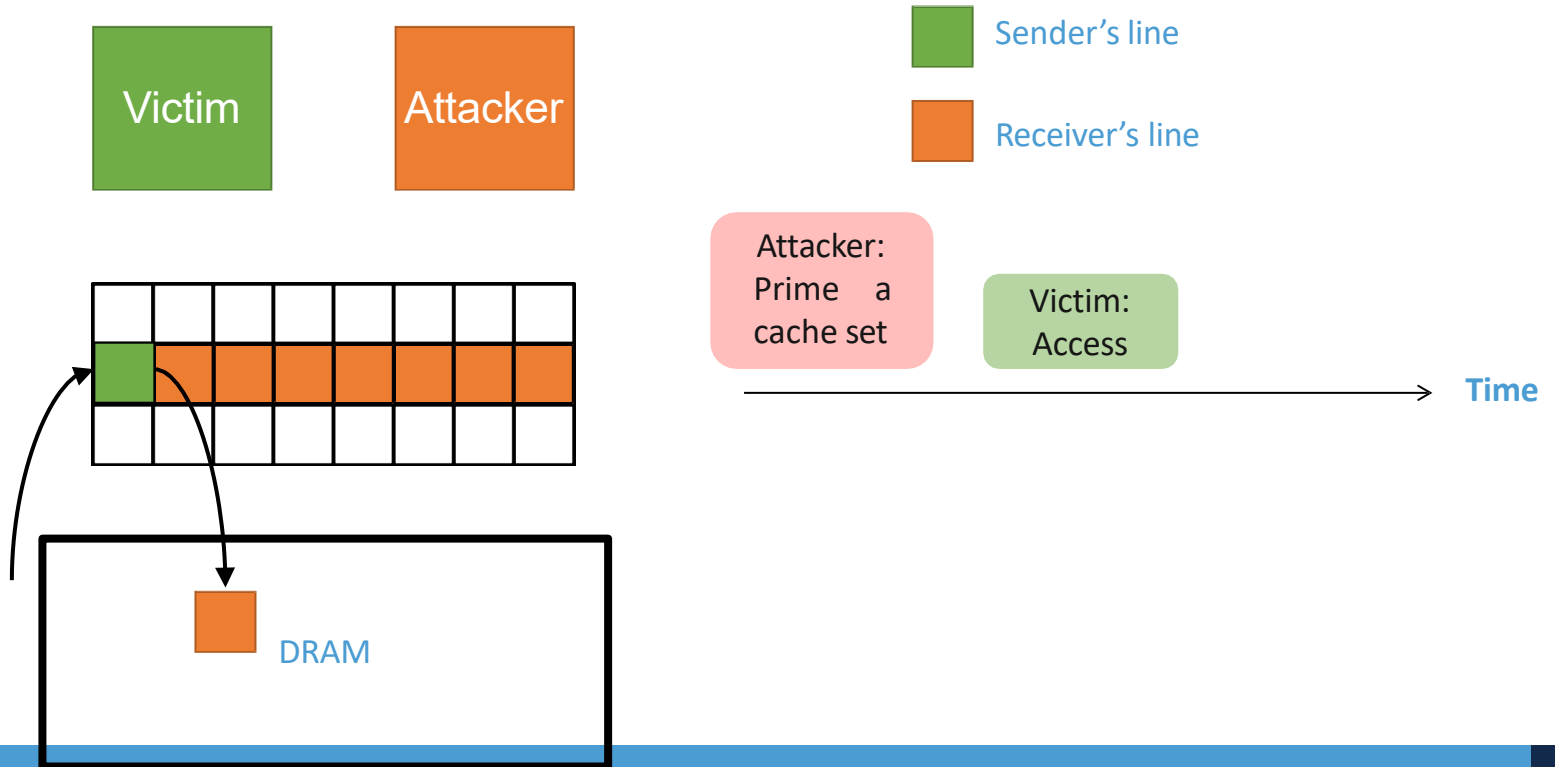 Victim
Attacker
Sender’s line
Receiver’s line
Attacker:
Prime a
cache set
Victim:
Access
Time
DRAM